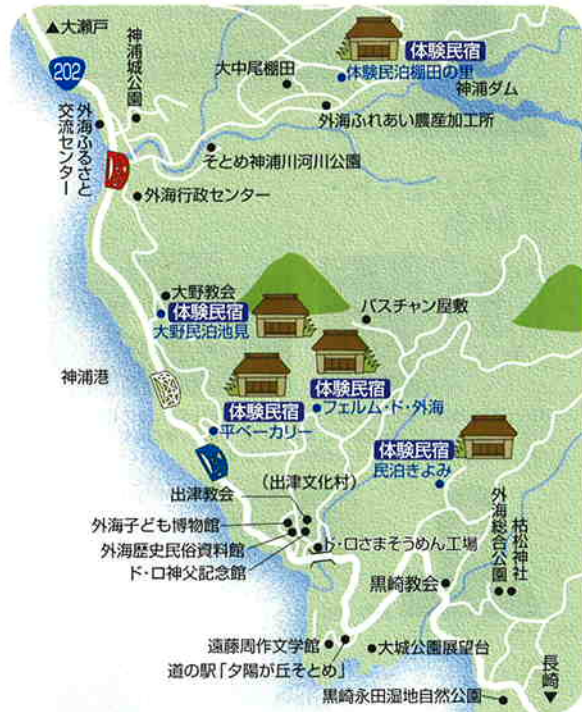 ▲大瀬戸
202
神浦城公園
大中尾棚田
体験民宿
体験民泊棚田の里
神浦ダム
外海ふれあい農産加工所
外海ふるさと
交流センター
そとめ神浦川河川公園
外海行政センター
大野教会
体験民宿
大野民泊池見
バスチャン屋敷
神浦港
体験民宿
フェルム・ド・外海
体験民宿
平ベーカリー
体験民宿
民泊きよみ
出津教会
(出津文化村)
外海子ども博物館
外海歴史民俗資料館
ド・ロ神父記念館
ド・ロさまそうめん工場
外海総合公園
枯松神社
黒崎教会
遠藤周作文学館
道の駅「夕陽が丘そとめ」
大城公園展望台
長崎▼
黒崎永田湿地自然公園